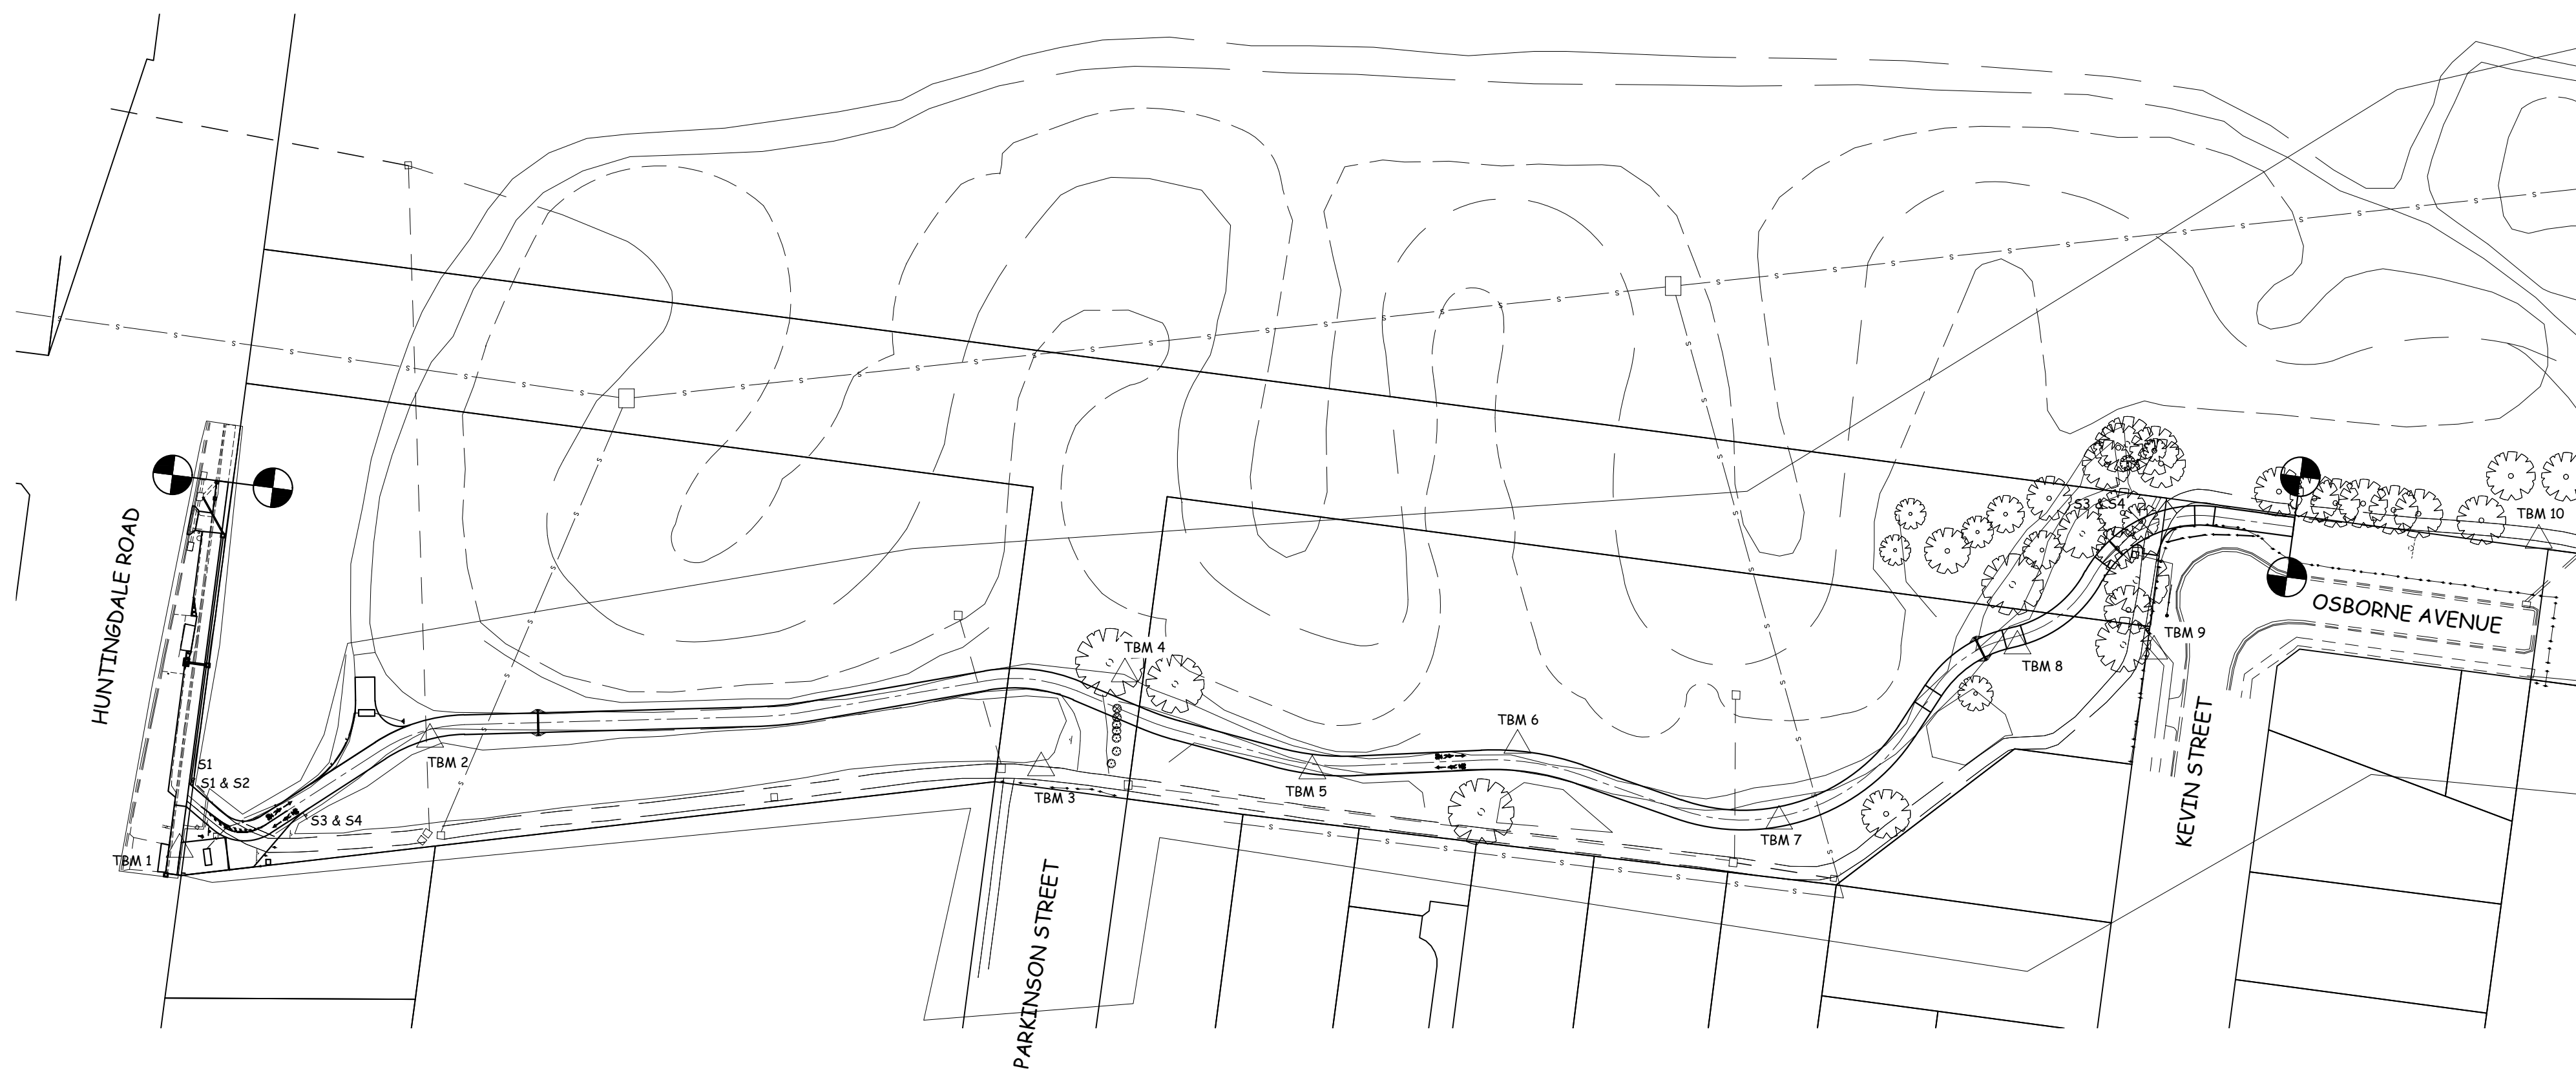 HUNTINGDALE ROAD
S1
S1 & S2
S3 & S4
TBM 1
TBM 2
PARKINSON STREET
TBM 3
TBM 4
TBM 5
TBM 6
TBM 7
TBM 8
S3 & S4
TBM 9
KEVIN STREET
OSBORNE AVENUE
TBM 10